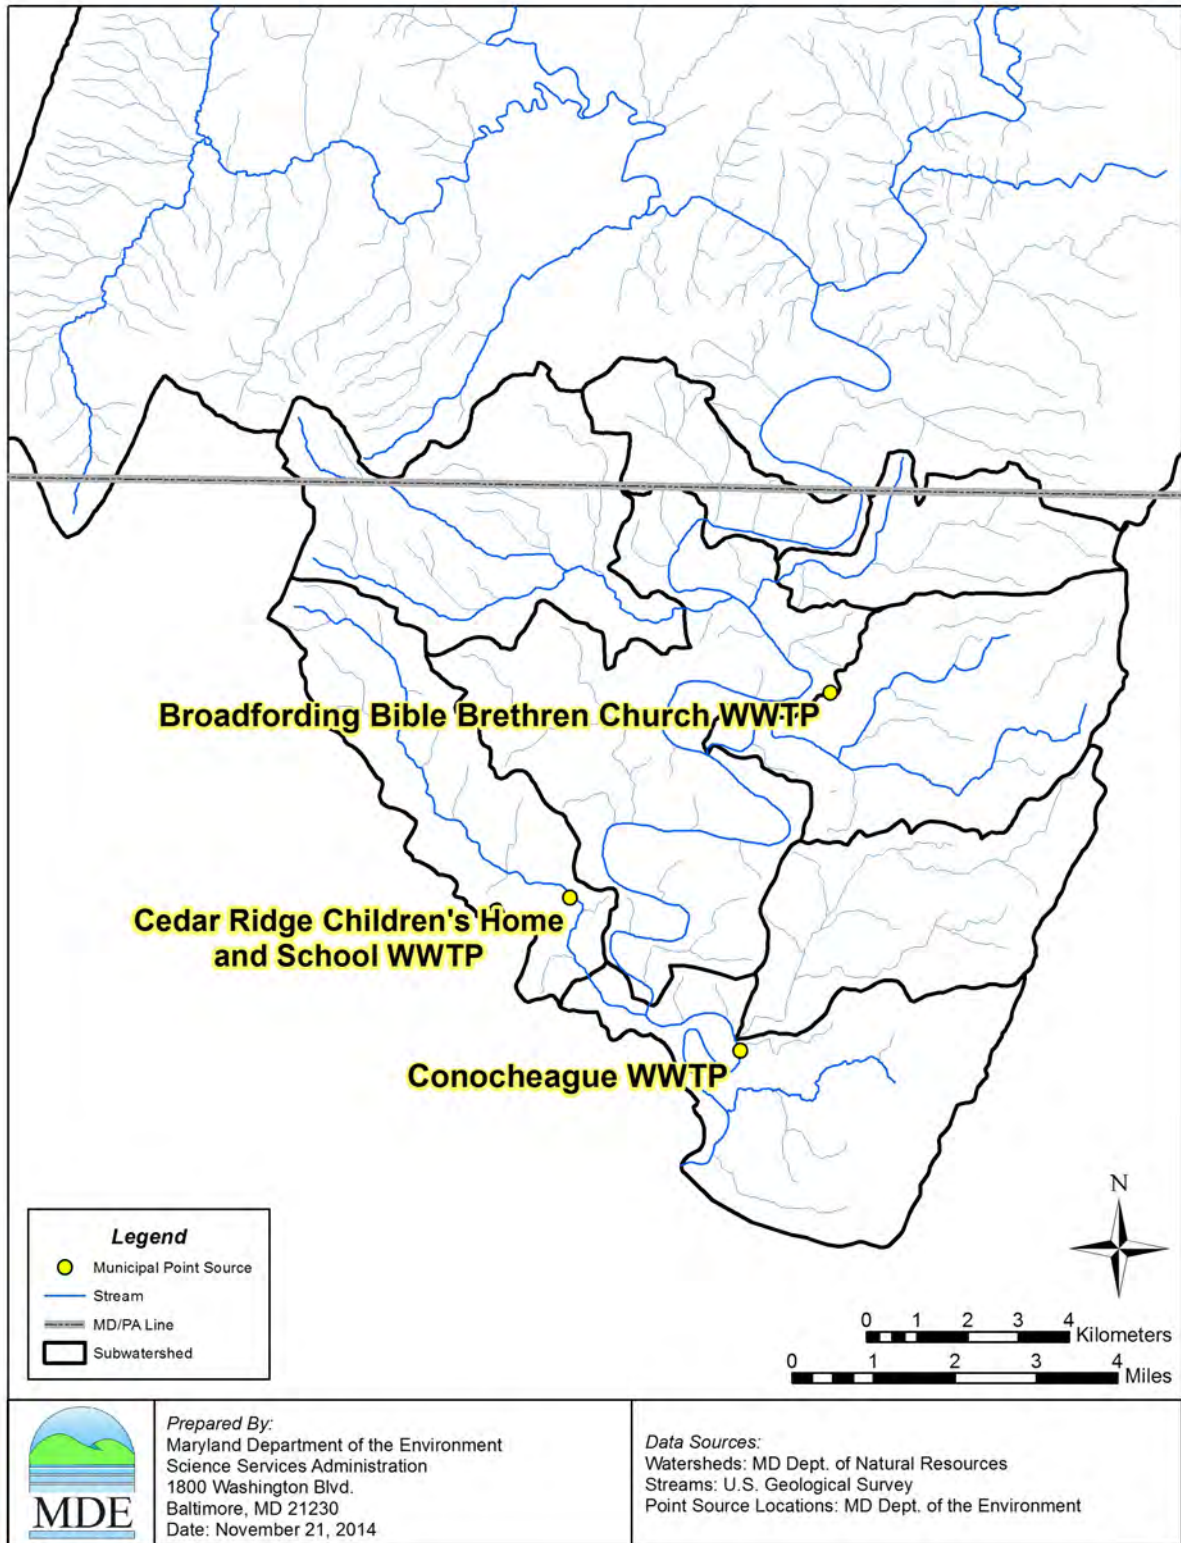 Broadfording Bible Brethren Church WWTP
Cedar Ridge Children's Home
and School WWTP
Conocheague WWTP
N
Legend
Municipal Point Source
Stream
MD/PA Line
Subwatershed
0 1 2 3 4
Kilometers
0 1 2 3 4
Miles
MDE
Prepared By:
Maryland Department of the Environment
Science Services Administration
1800 Washington Blvd.
Baltimore, MD 21230
Date: November 21, 2014
Data Sources:
Watersheds: MD Dept. of Natural Resources
Streams: U.S. Geological Survey
Point Source Locations: MD Dept. of the Environment